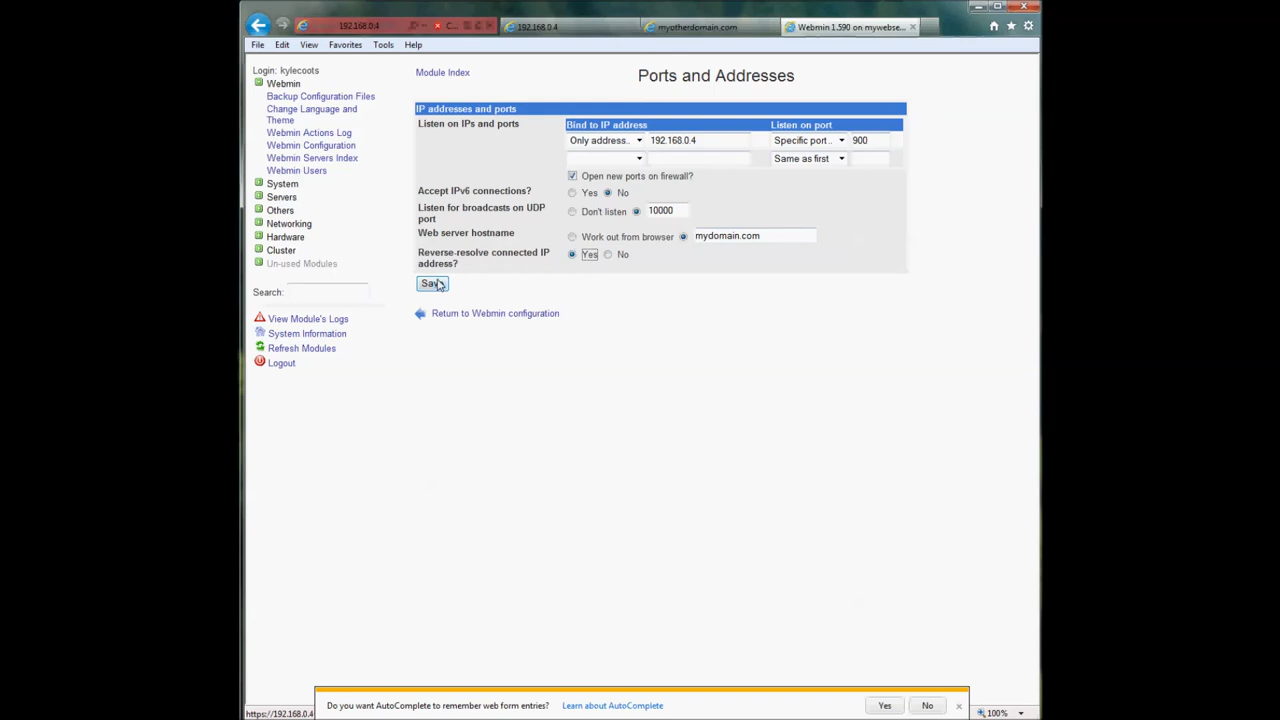 192.168.0.4
C...
192.168.0.4
myotherdomain.com
Webmin 1.590 on mywebse...
File Edit View Favorites Tools Help
Login: kylecoots
Webmin
Backup Configuration Files
Change Language and
Theme
Webmin Actions Log
Webmin Configuration
Webmin Servers Index
Webmin Users
System
Servers
Others
Networking
Hardware
Cluster
Un-used Modules
Search:
View Module's Logs
System Information
Refresh Modules
Logout
Module Index
Ports and Addresses
IP addresses and ports
Listen on IPs and ports
Bind to IP address Listen on port
Only address.. 192.168.0.4 Specific port .. 900
Same as first
Open new ports on firewall?
Accept IPv6 connections? Yes No
Listen for broadcasts on UDP
port
Don't listen 10000
Web server hostname Work out from browser mydomain.com
Reverse-resolve connected IP
address?
Yes No
Save
Return to Webmin configuration
Do you want AutoComplete to remember web form entries? Learn about AutoComplete Yes No
https://192.168.0.4
100%